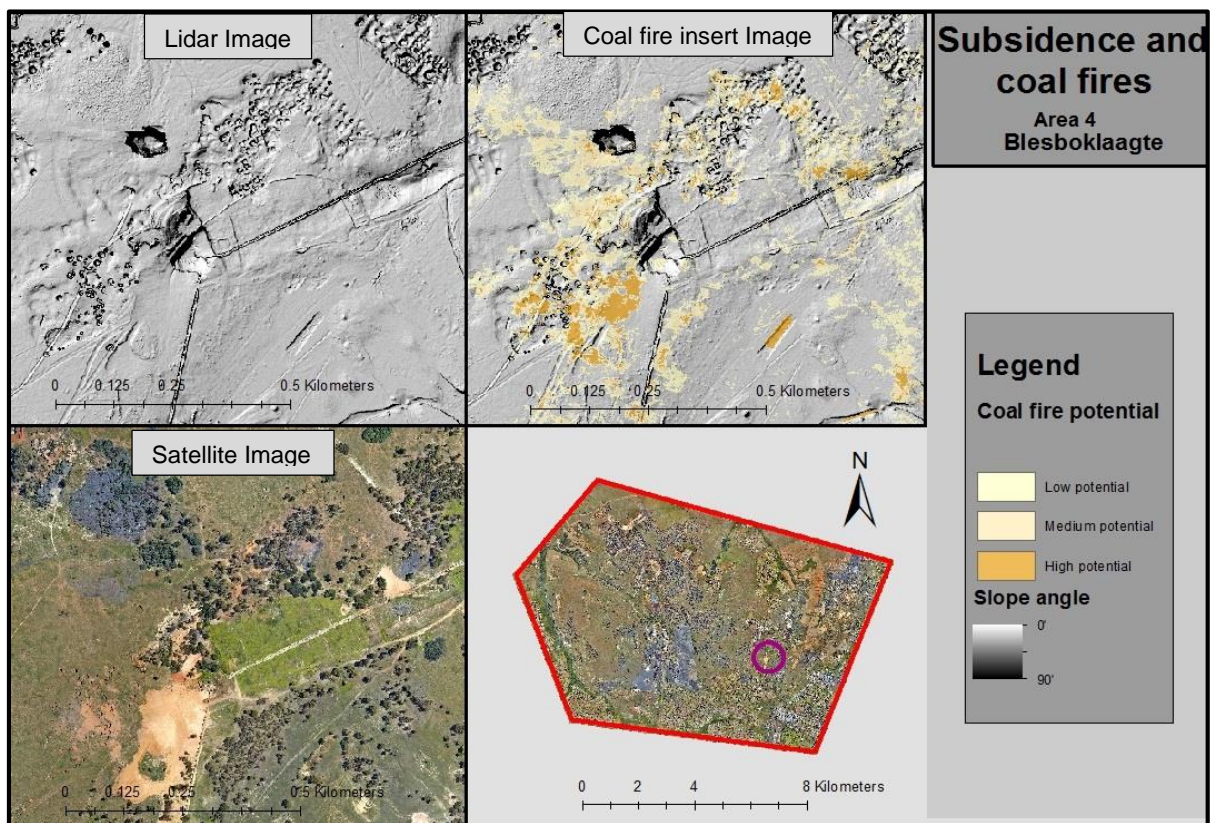 Lidar Image
Coal fire insert Image
Subsidence and
coal fires
Area 4
Blesboklaagte
0 0.125 0.25 0.5 Kilometers
0 0.125 0.25 0.5 Kilometers
Satellite Image
0 0.125 0.25 0.5 Kilometers
N
0 2 4 8 Kilometers
Legend
Coal fire potential
Low potential
Medium potential
High potential
Slope angle
0'
90'